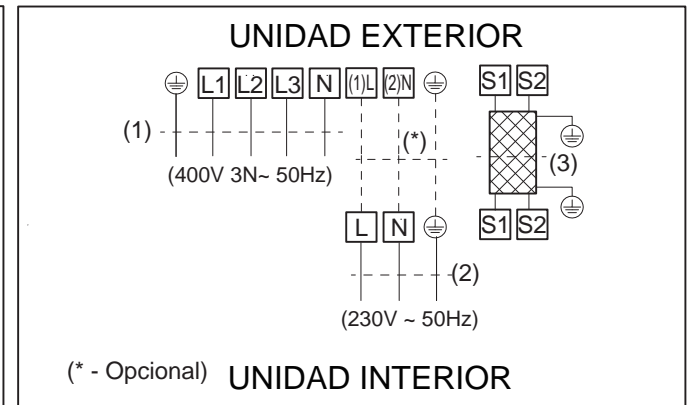 UNIDAD EXTERIOR
L1 L2 L3 N (1)L (2)N S1 S2
(1) (*) (3)
(400V 3N~ 50Hz)
L N S1 S2
(2)
(230V ~ 50Hz)
(* - Opcional) UNIDAD INTERIOR